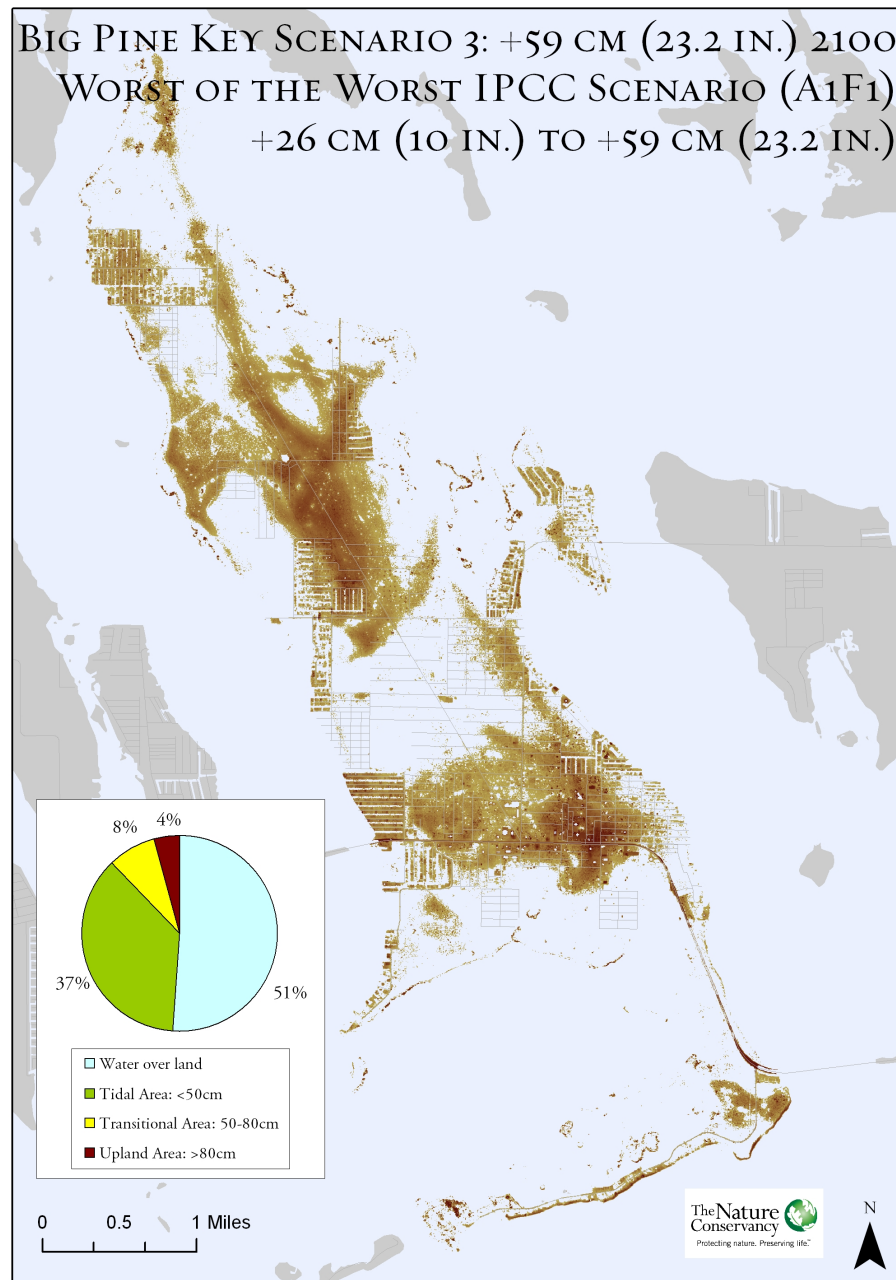 Big Pine Key Scenario 3: +59 cm (23.2 in.) 2100
Worst of the Worst IPCC Scenario (A1F1)
+26 cm (10 in.) to +59 cm (23.2 in.)
8%
4%
37%
51%
Water over land
Tidal Area: <50cm
Transitional Area: 50-80cm
Upland Area: >80cm
0 0.5 1 Miles
The Nature
Conservancy
Protecting nature. Preserving life.™
N